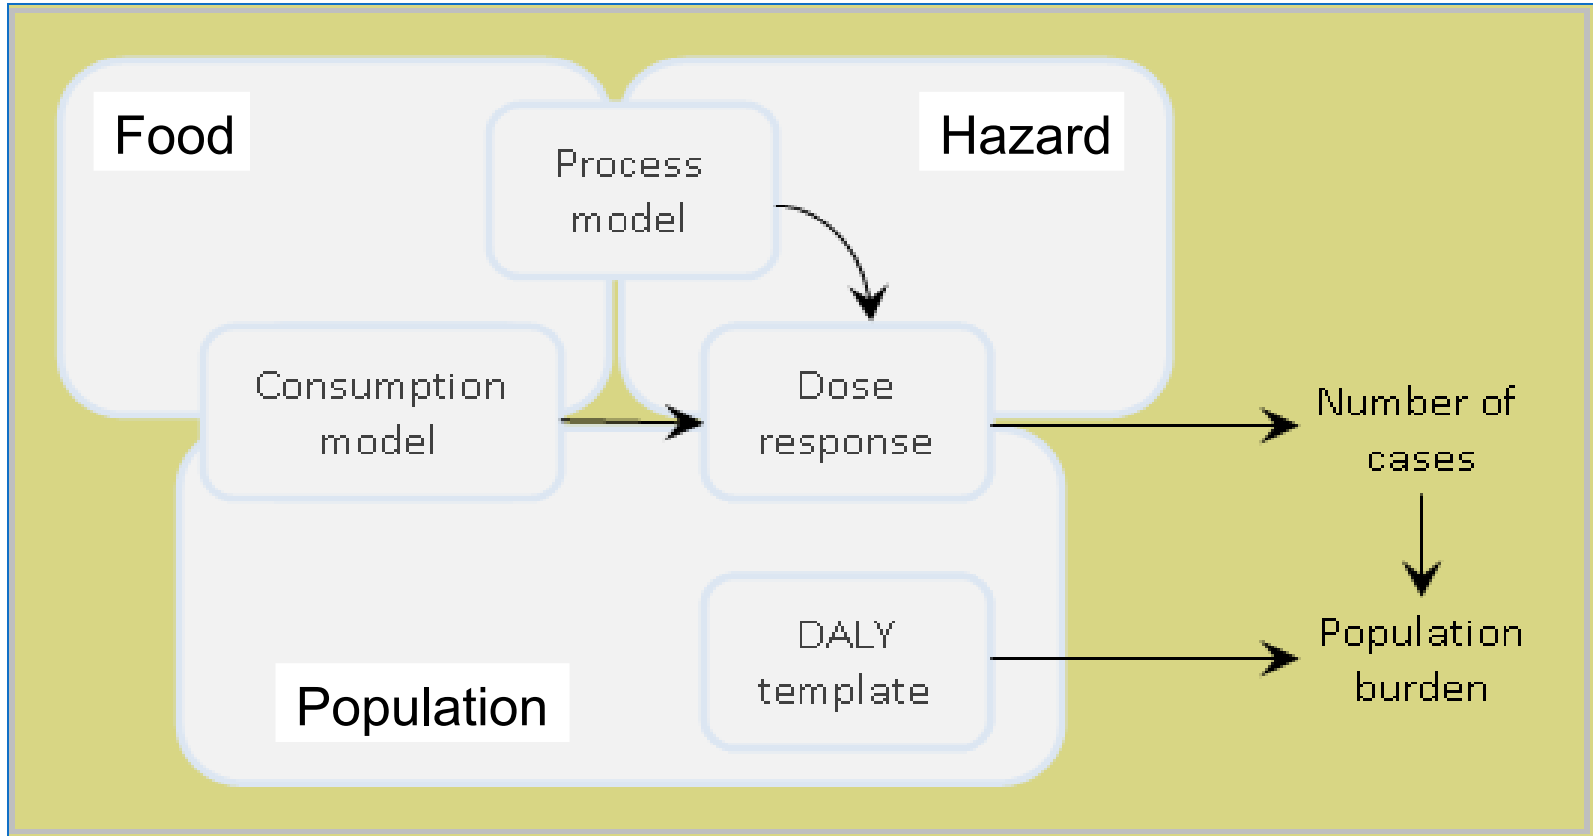 Food
Hazard
Process
model
Consumption
model
Dose
response
Number of
cases
DALY
template
Population
burden
Population